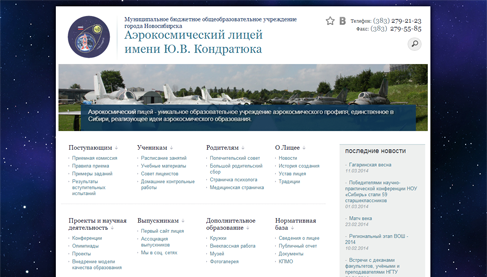 Муниципальное бюджетное общеобразовательное учреждение
города Новосибирска
Аэрокосмический лицей
имени Ю.В. Кондратюка
Телефон: (383) 279-21-23
Факс: (383) 279-55-85
Аэрокосмический лицей - уникальное образовательное учреждение аэрокосмического профиля, единственное в
Сибири, реализующее идеи аэрокосмического образования.
Поступающим
Приемная комиссия
Правила приема
Примеры заданий
Результаты
вступительных
испытаний
Ученикам
Расписание занятий
Учебные материалы
Совет лицеистов
Домашние контрольные
работы
Родителям
Попечительский совет
Большой родительский
сбор
Страничка психолога
Медицинская страничка
О Лицее
Новости
История создания
Устав лицея
Традиции
Проекты и научная
деятельность
Конференции
Олимпиады
Проекты
Внедрение модели
качества образования
Выпускникам
Первый сайт лицея
Ассоциация
выпускников
Мы в соц. сетях
Дополнительное
образование
Кружки
Внеклассная работа
Музей
Фотогалерея
Нормативная
база
Сведения о лицее
Публичный отчет
Документы
КПМО
ПОСЛЕДНИЕ НОВОСТИ
Гагаринская весна
11.03.2014
Победителями научно-
практической конференции НОУ
«Сибирь» стали 59
старшеклассников
03.03.2014
Матч века
23.02.2014
Региональный этап ВОШ -
2014
10.02.2014
Встреча с деканами
факультетов, учёными и
преподавателями НГТУ